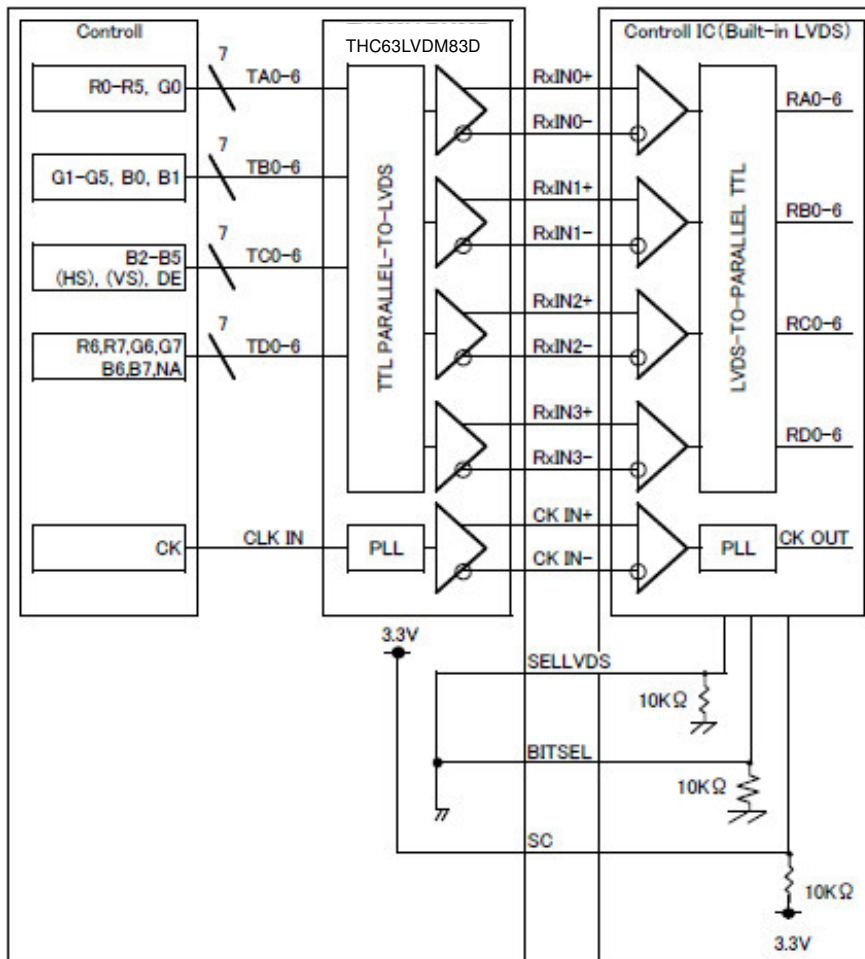 Controll
THC63LVDM83D
Controll IC(Built-in LVDS)
R0-R5, G0
7
TA0-6
RxIN0+
RxIN0-
RA0-6
G1-G5, B0, B1
7
TB0-6
RxIN1+
RxIN1-
RB0-6
B2-B5
(HS), (VS), DE
7
TC0-6
RxIN2+
RxIN2-
RC0-6
R6,R7,G6,G7
B6,B7,NA
7
TD0-6
RxIN3+
RxIN3-
RD0-6
TTL PARALLEL-TO-LVDS
LVDS-TO-PARALLEL TTL
CK
CLK IN
PLL
CK IN+
CK IN-
PLL
CK OUT
3.3V
SELLVDS
10KΩ
BITSEL
10KΩ
SC
10KΩ
3.3V